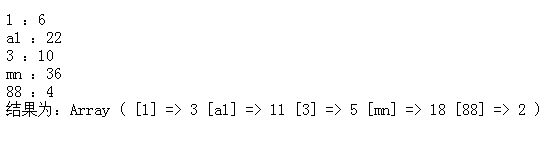 1 : 6
a1 : 22
3 : 10
mn : 36
88 : 4
结果为：Array ( [1] => 3 [a1] => 11 [3] => 5 [mn] => 18 [88] => 2 )